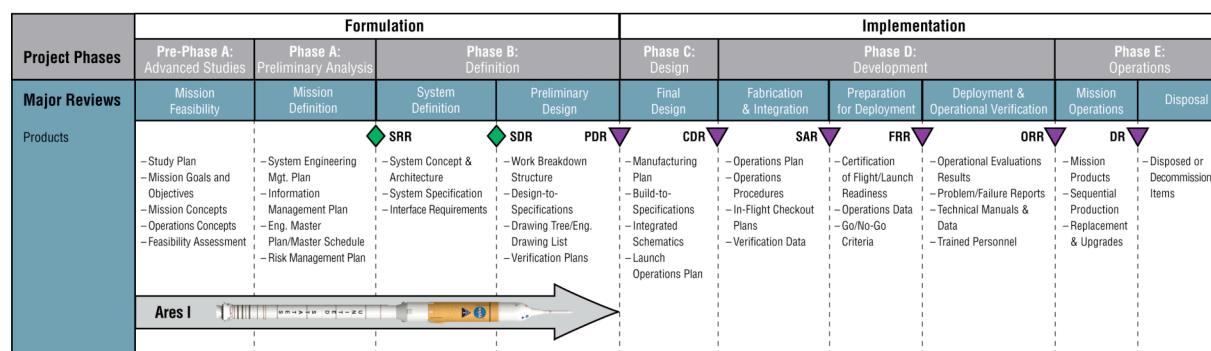 Formulation
Implementation
Project Phases
Pre-Phase A:
Advanced Studies
Phase A:
Preliminary Analysis
Phase B:
Definition
Phase C:
Design
Phase D:
Development
Phase E:
Operations
Major Reviews
Mission
Feasibility
Mission
Definition
System
Definition
Preliminary
Design
Final
Design
Fabrication
& Integration
Preparation
for Deployment
Deployment &
Operational Verification
Mission
Operations
Disposal
Products
SRR
SDR
PDR
CDR
SAR
FRR
ORR
DR
– Study Plan
– Mission Goals and
Objectives
– Mission Concepts
– Operations Concepts
– Feasibility Assessment
– System Engineering
Mgt. Plan
– Information
Management Plan
– Eng. Master
Plan/Master Schedule
– Risk Management Plan
– System Concept &
Architecture
– System Specification
– Interface Requirements
– Work Breakdown
Structure
– Design-to-
Specifications
– Drawing Tree/Eng.
Drawing List
– Verification Plans
– Manufacturing
Plan
– Build-to-
Specifications
– Integrated
Schematics
– Launch
Operations Plan
– Operations Plan
– Operations
Procedures
– In-Flight Checkout
Plans
– Verification Data
– Certification
of Flight/Launch
Readiness
– Operations Data
– Go/No-Go
Criteria
– Operational Evaluations
Results
– Problem/Failure Reports
– Technical Manuals &
Data
– Trained Personnel
– Mission
Products
– Sequential
Production
– Replacement
& Upgrades
– Disposed or
Decommission
Items
Ares I
UNITED STATES